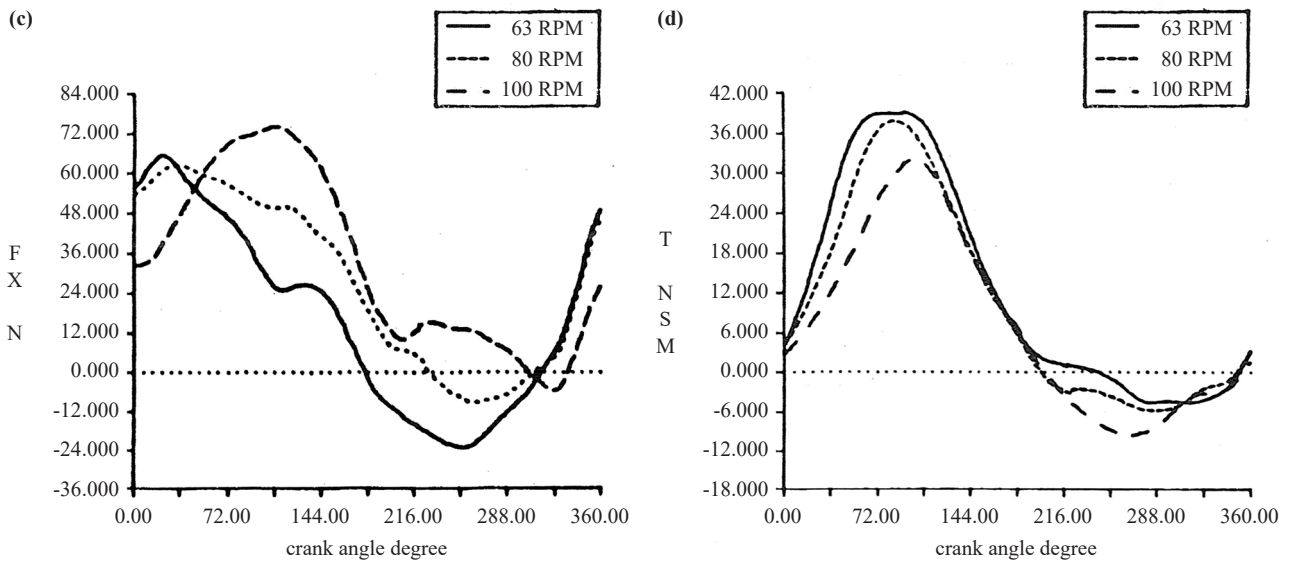 (c)
63 RPM
80 RPM
100 RPM
84.000
72.000
60.000
48.000
36.000
24.000
12.000
0.000
-12.000
-24.000
-36.000
F
X
N
0.00 72.00 144.00 216.00 288.00 360.00
crank angle degree
(d)
63 RPM
80 RPM
100 RPM
42.000
36.000
30.000
24.000
18.000
12.000
6.000
0.000
-6.000
-12.000
-18.000
T
N
S
M
0.00 72.00 144.00 216.00 288.00 360.00
crank angle degree